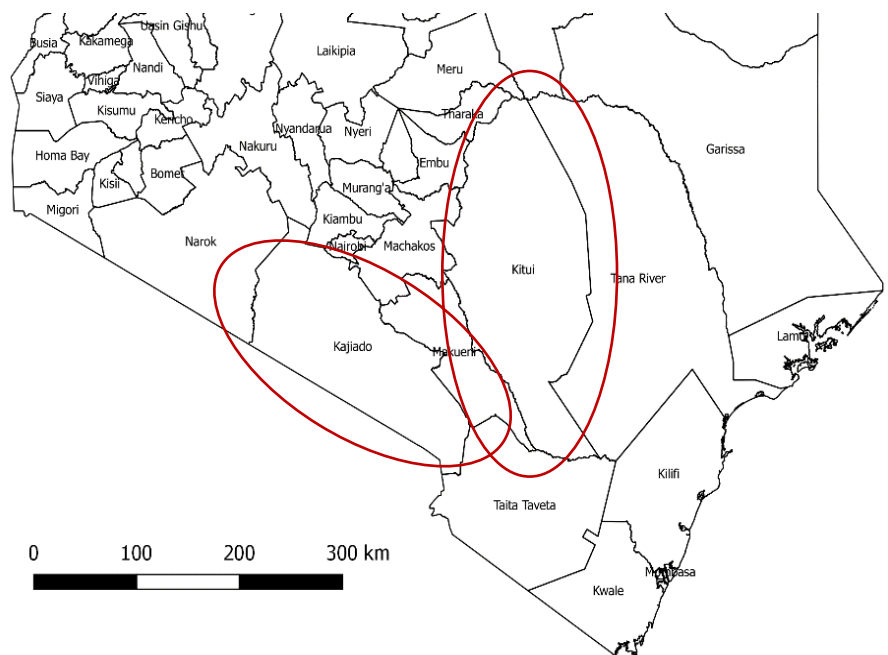 Uasin Gishu
Busia
Kakamega
Laikipia
Nandi
Meru
Vihiga
Siaya
Kisumu
Kericho
Tharaka
Nyandarua
Nyeri
Nakuru
Garissa
Homa Bay
Embu
Bomet
Kisii
Murang'a
Migori
Kiambu
Narok
Nairobi
Machakos
Kitui
Tana River
Lamu
Kajiado
Makueni
Kilifi
Taita Taveta
0 100 200 300 km
Mombasa
Kwale